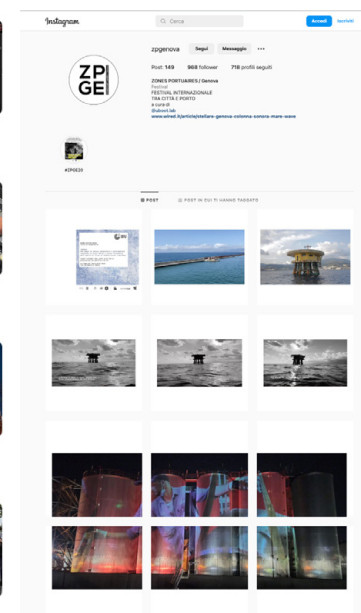 Instagram
Cerca
Accedi
Iscriviti
zpgenova
Segui
Messaggio
Post: 149
968 follower
718 profili seguiti
ZONES PORTUAIRES / Genova
Festival
FESTIVAL INTERNAZIONALE
TRA CITTÀ E PORTO
a cura di
www.wired.it/article/stellare-genova-colonna-sonora-mare-wave
ZP
GE!
#ZPGE24
POST
POST IN CUI TI HANNO TAGGATO